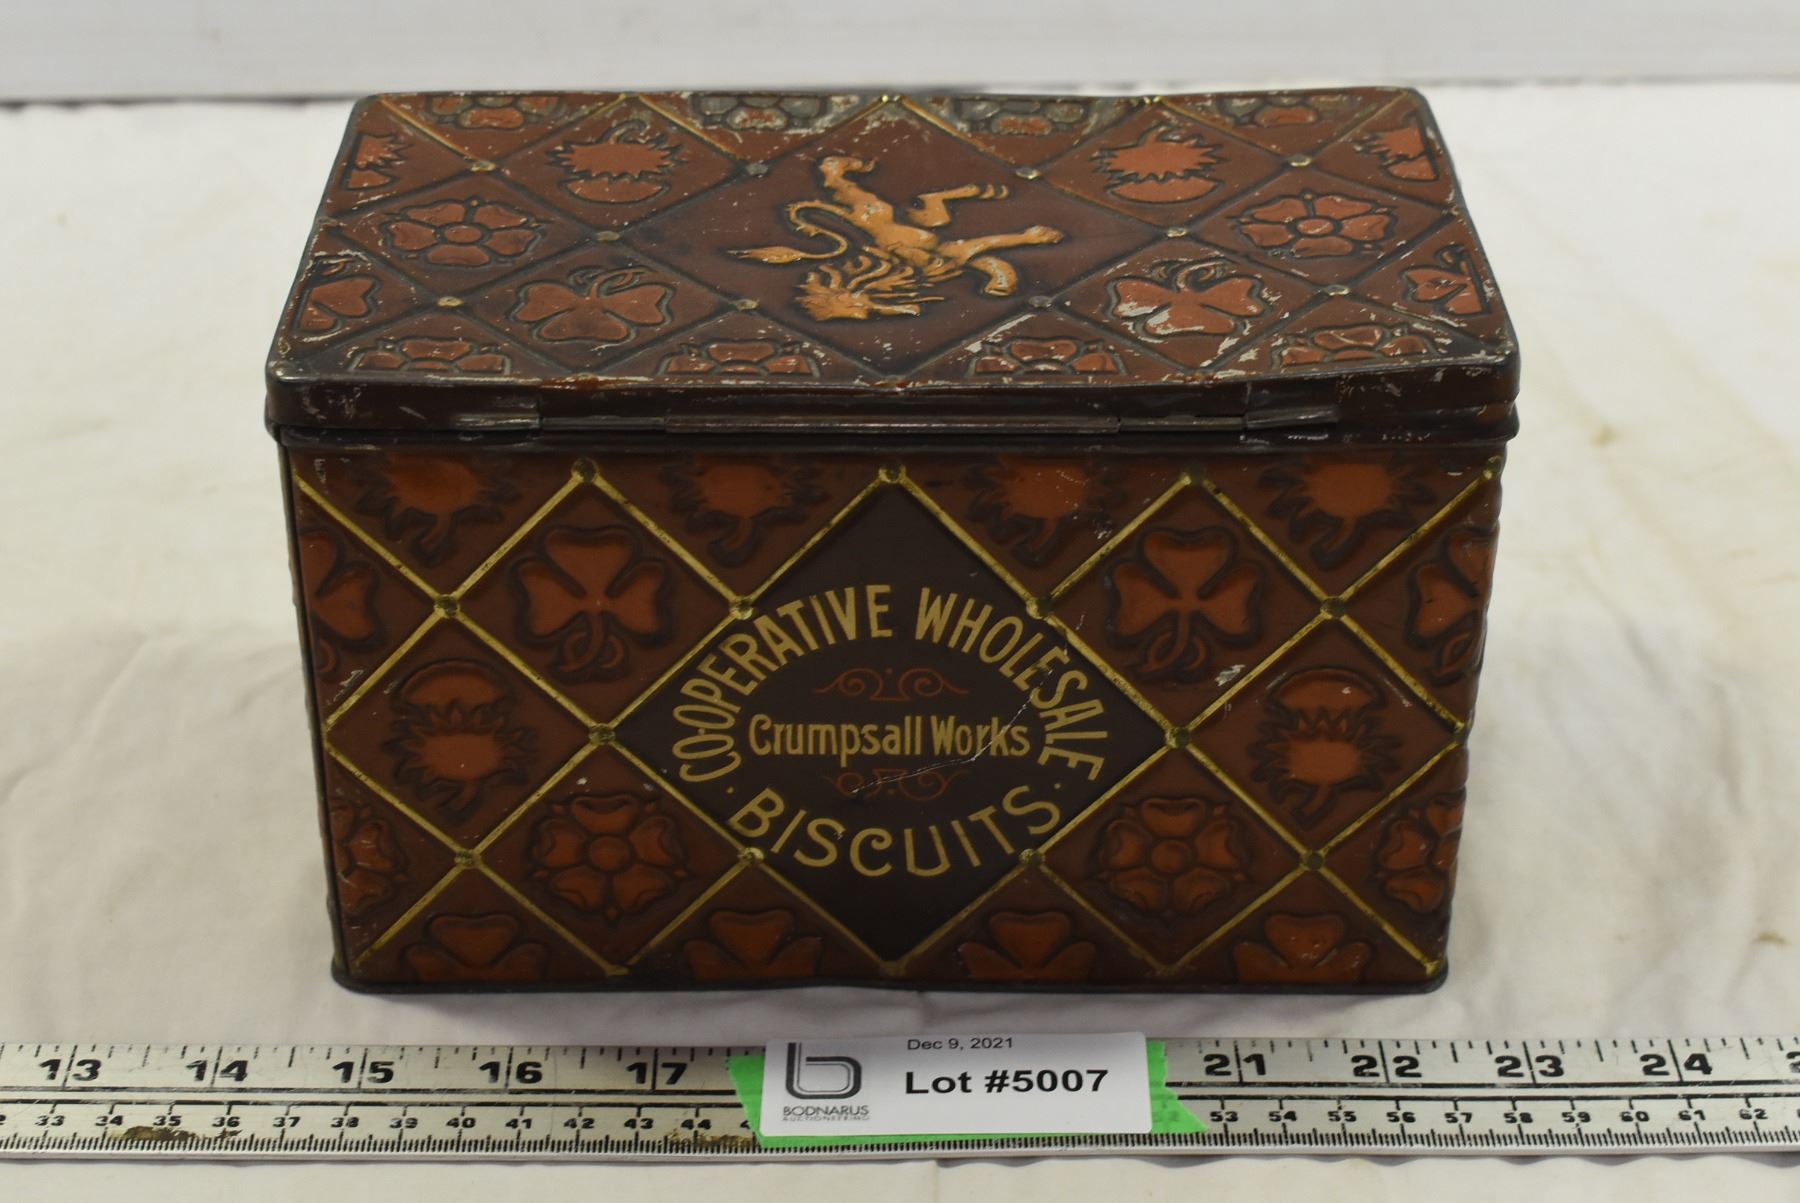 CO-OPERATIVE WHOLESALE
Crumpsall Works
· BISCUITS ·
Dec 9, 2021
Lot #5007
BODNARUS
AUCTIONEERING
13 14 15 16 17 21 22 23 24
33 34 35 36 37 38 39 40 41 42 43 44 53 54 55 56 57 58 59 60 61 62